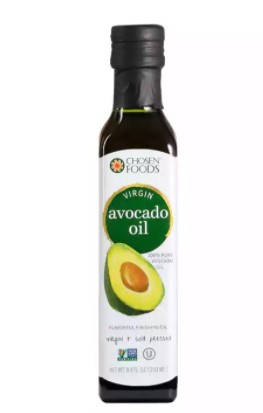 CHOSEN
FOODS
VIRGIN
avocado
oil
100% PURE
AVOCADO
OIL
virgin + cold pressed